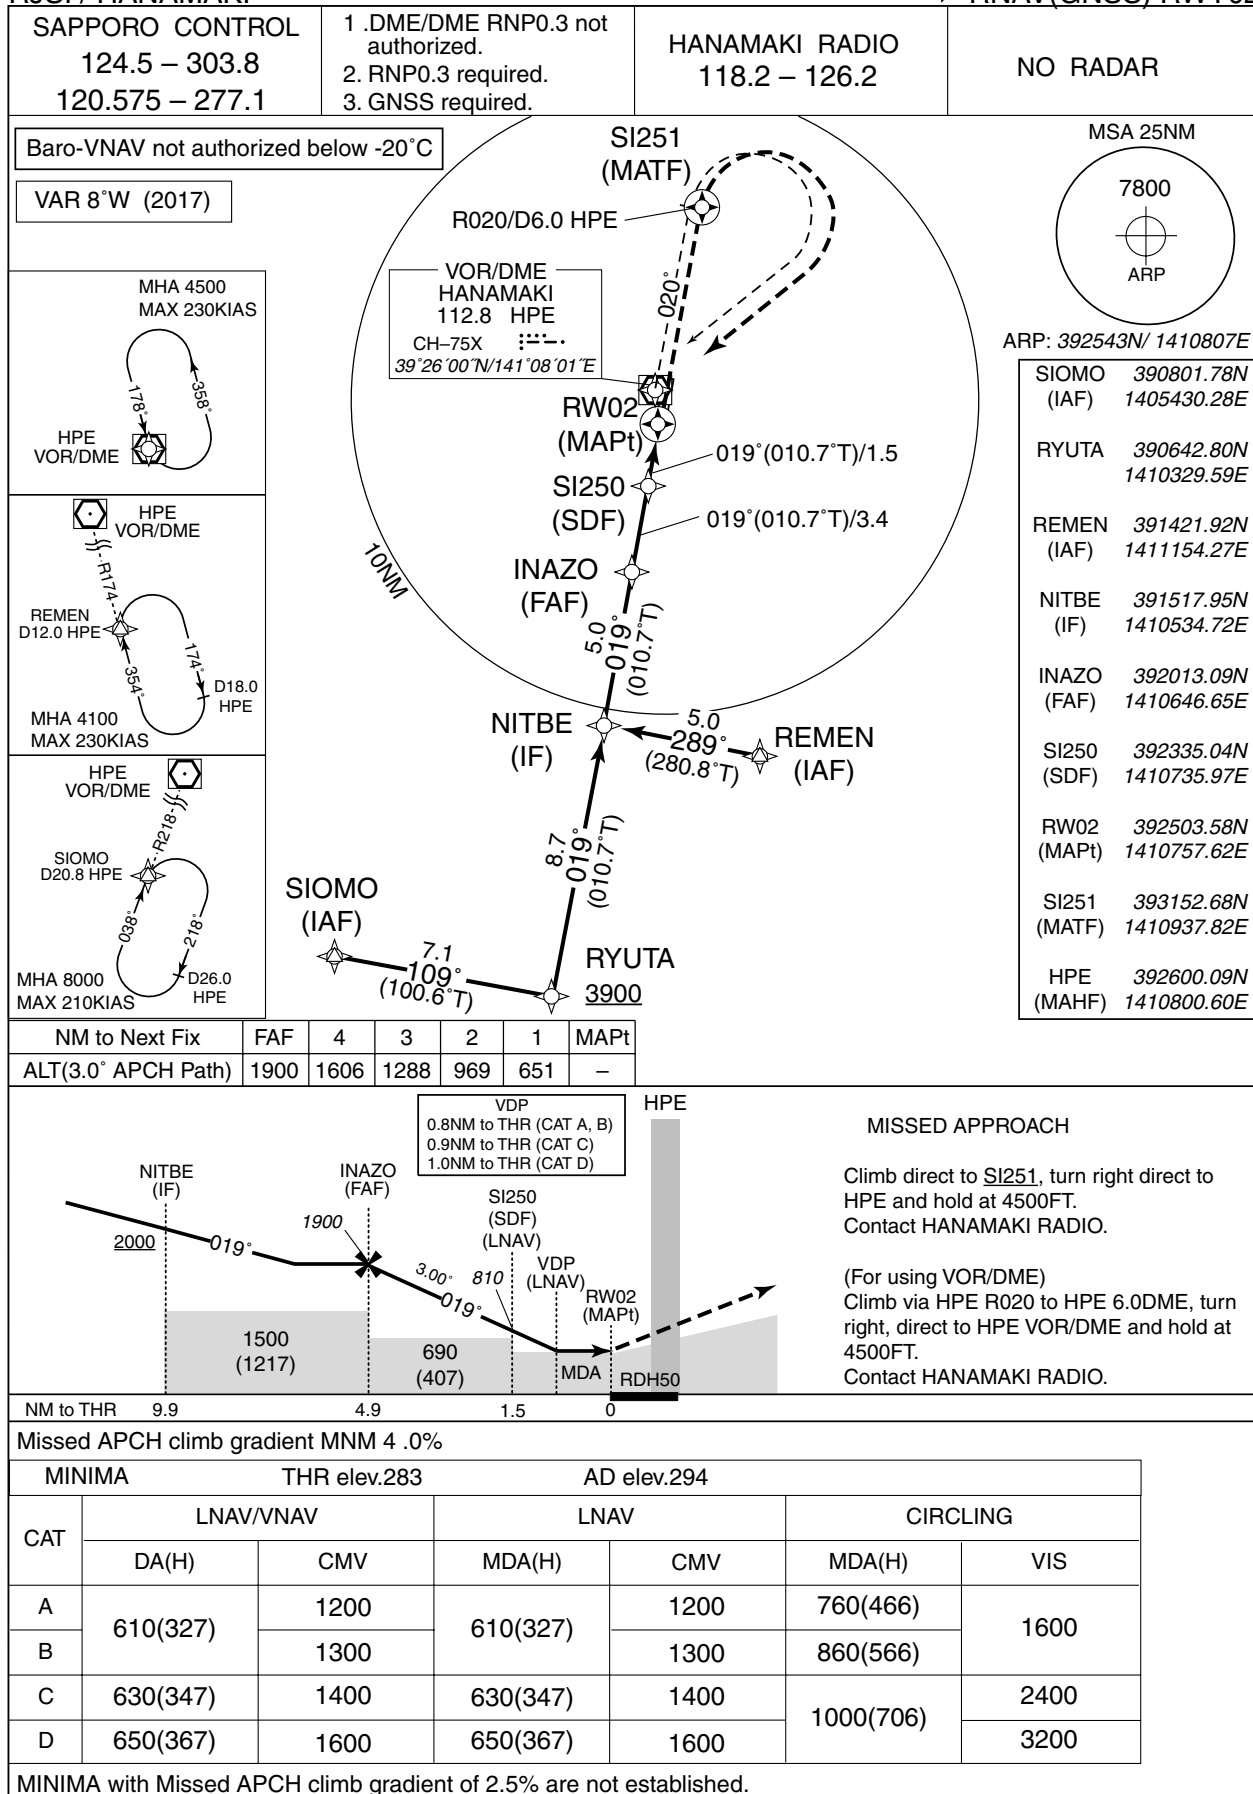 SAPPORO CONTROL
124.5 – 303.8
120.575 – 277.1
1 .DME/DME RNP0.3 not
authorized.
2. RNP0.3 required.
3. GNSS required.
HANAMAKI RADIO
118.2 – 126.2
NO RADAR
Baro-VNAV not authorized below -20˚C
VAR 8˚W (2017)
MSA 25NM
7800
ARP
ARP: 392543N/ 1410807E
SI251
(MATF)
R020/D6.0 HPE
VOR/DME
HANAMAKI
112.8 HPE
CH–75X
39˚26´00˝N/141˚08´01˝E
020˚
RW02
(MAPt)
019˚(010.7˚T)/1.5
SI250
(SDF)
019˚(010.7˚T)/3.4
INAZO
(FAF)
10NM
5.0
019˚
(010.7˚T)
NITBE
(IF)
5.0
289˚
(280.8˚T)
REMEN
(IAF)
8.7
019˚
(010.7˚T)
SIOMO
(IAF)
7.1
109˚
(100.6˚T)
RYUTA
3900
MHA 4500
MAX 230KIAS
178˚
358˚
HPE
VOR/DME
HPE
VOR/DME
R174
REMEN
D12.0 HPE
354˚
174˚
D18.0
HPE
MHA 4100
MAX 230KIAS
HPE
VOR/DME
R218
SIOMO
D20.8 HPE
038˚
218˚
D26.0
HPE
MHA 8000
MAX 210KIAS
SIOMO 390801.78N
(IAF) 1405430.28E
RYUTA 390642.80N
1410329.59E
REMEN 391421.92N
(IAF) 1411154.27E
NITBE 391517.95N
(IF) 1410534.72E
INAZO 392013.09N
(FAF) 1410646.65E
SI250 392335.04N
(SDF) 1410735.97E
RW02 392503.58N
(MAPt) 1410757.62E
SI251 393152.68N
(MATF) 1410937.82E
HPE 392600.09N
(MAHF) 1410800.60E
NM to Next Fix FAF 4 3 2 1 MAPt
ALT(3.0˚ APCH Path) 1900 1606 1288 969 651 –
VDP
0.8NM to THR (CAT A, B)
0.9NM to THR (CAT C)
1.0NM to THR (CAT D)
HPE
NITBE
(IF)
INAZO
(FAF)
SI250
(SDF)
(LNAV)
VDP
(LNAV)
RW02
(MAPt)
2000
019˚
1900
3.00˚
019˚
810
1500
(1217)
690
(407)
MDA
RDH50
NM to THR 9.9 4.9 1.5 0
MISSED APPROACH
Climb direct to SI251, turn right direct to
HPE and hold at 4500FT.
Contact HANAMAKI RADIO.
(For using VOR/DME)
Climb via HPE R020 to HPE 6.0DME, turn
right, direct to HPE VOR/DME and hold at
4500FT.
Contact HANAMAKI RADIO.
Missed APCH climb gradient MNM 4 .0%
MINIMA THR elev.283 AD elev.294
CAT LNAV/VNAV LNAV CIRCLING
DA(H) CMV MDA(H) CMV MDA(H) VIS
A 610(327) 1200 610(327) 1200 760(466) 1600
B 1300 1300 860(566)
C 630(347) 1400 630(347) 1400 1000(706) 2400
D 650(367) 1600 650(367) 1600 3200
MINIMA with Missed APCH climb gradient of 2.5% are not established.